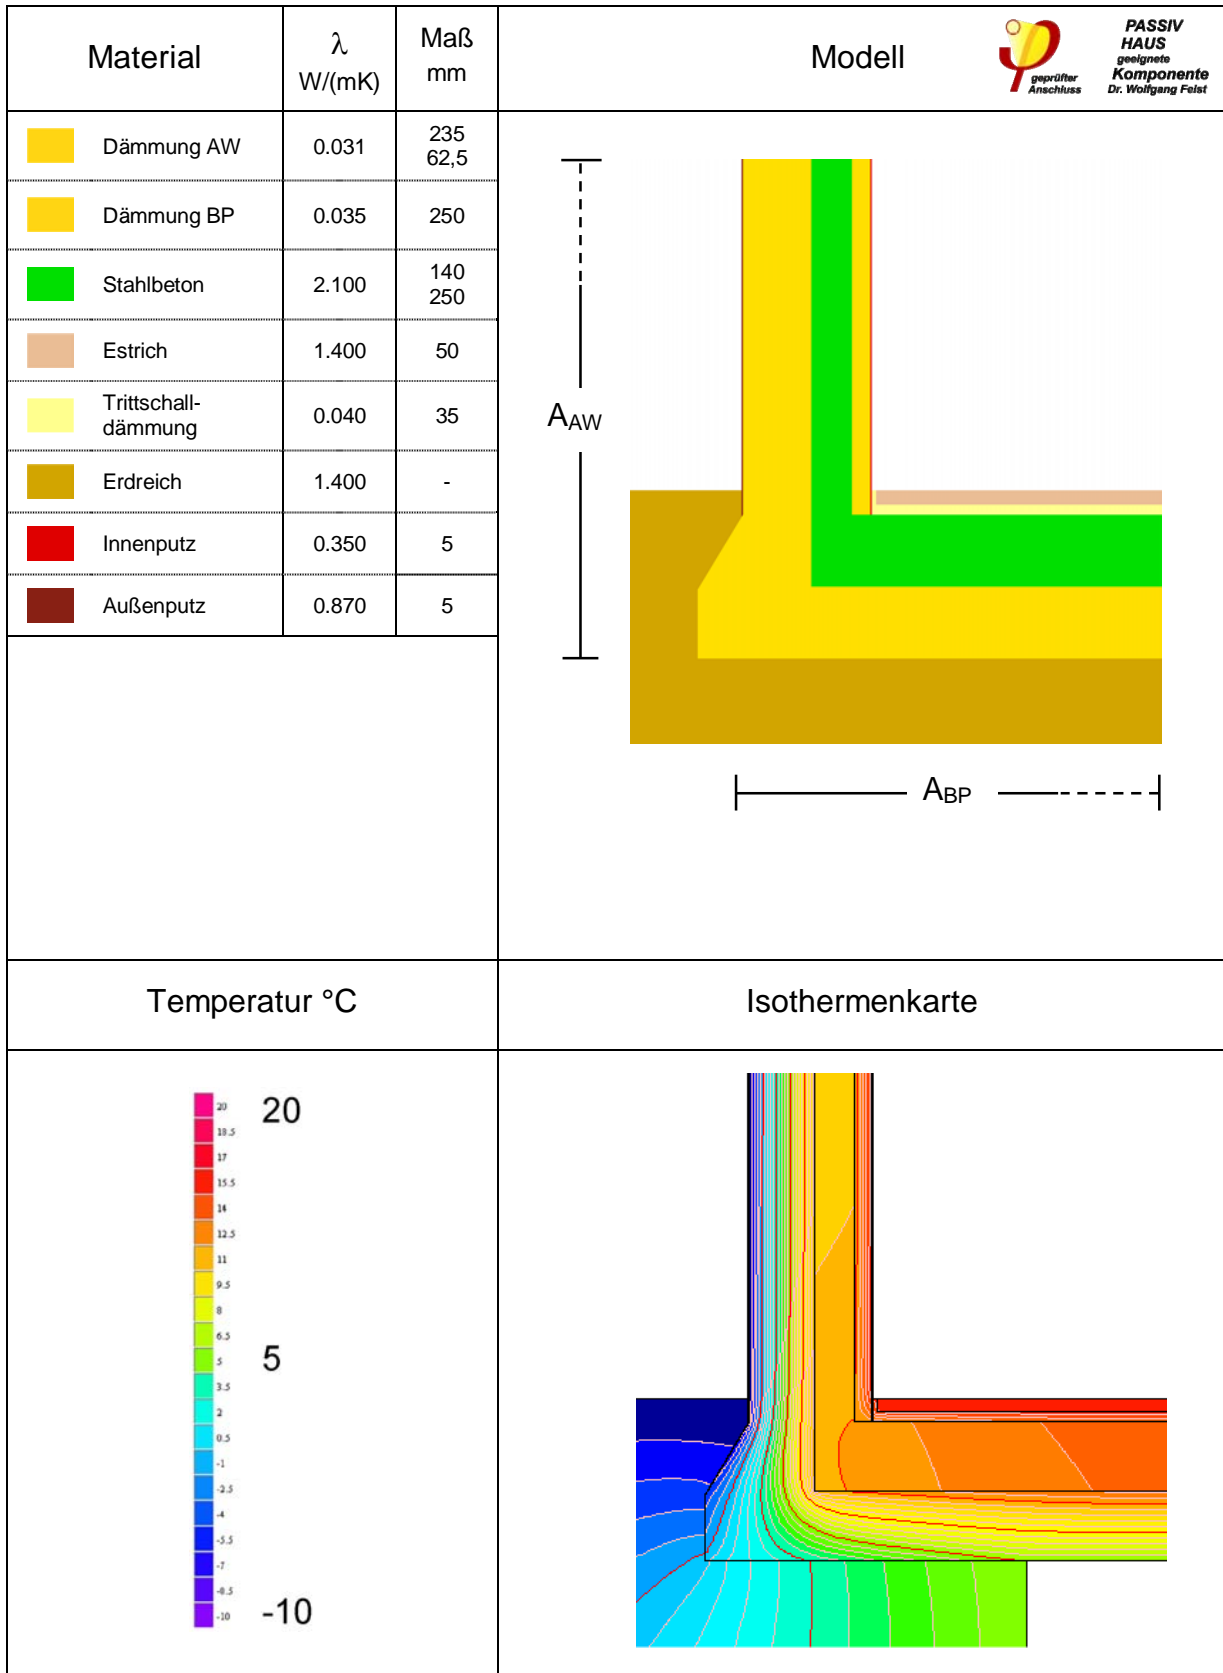 Material
λ
W/(mK)
Maß
mm
Modell
geprüfter
Anschluss
PASSIV
HAUS
geeignete
Komponente
Dr. Wolfgang Feist
Dämmung AW
0.031
235
62,5
Dämmung BP
0.035
250
Stahlbeton
2.100
140
250
Estrich
1.400
50
Trittschall-
dämmung
0.040
35
Erdreich
1.400
-
Innenputz
0.350
5
Außenputz
0.870
5
AAW
ABP
Temperatur °C
Isothermenkarte
20
18.5
17
15.5
14
12.5
11
9.5
8
6.5
5
3.5
2
0.5
-1
-2.5
-4
-5.5
-7
-8.5
-10
20
5
-10